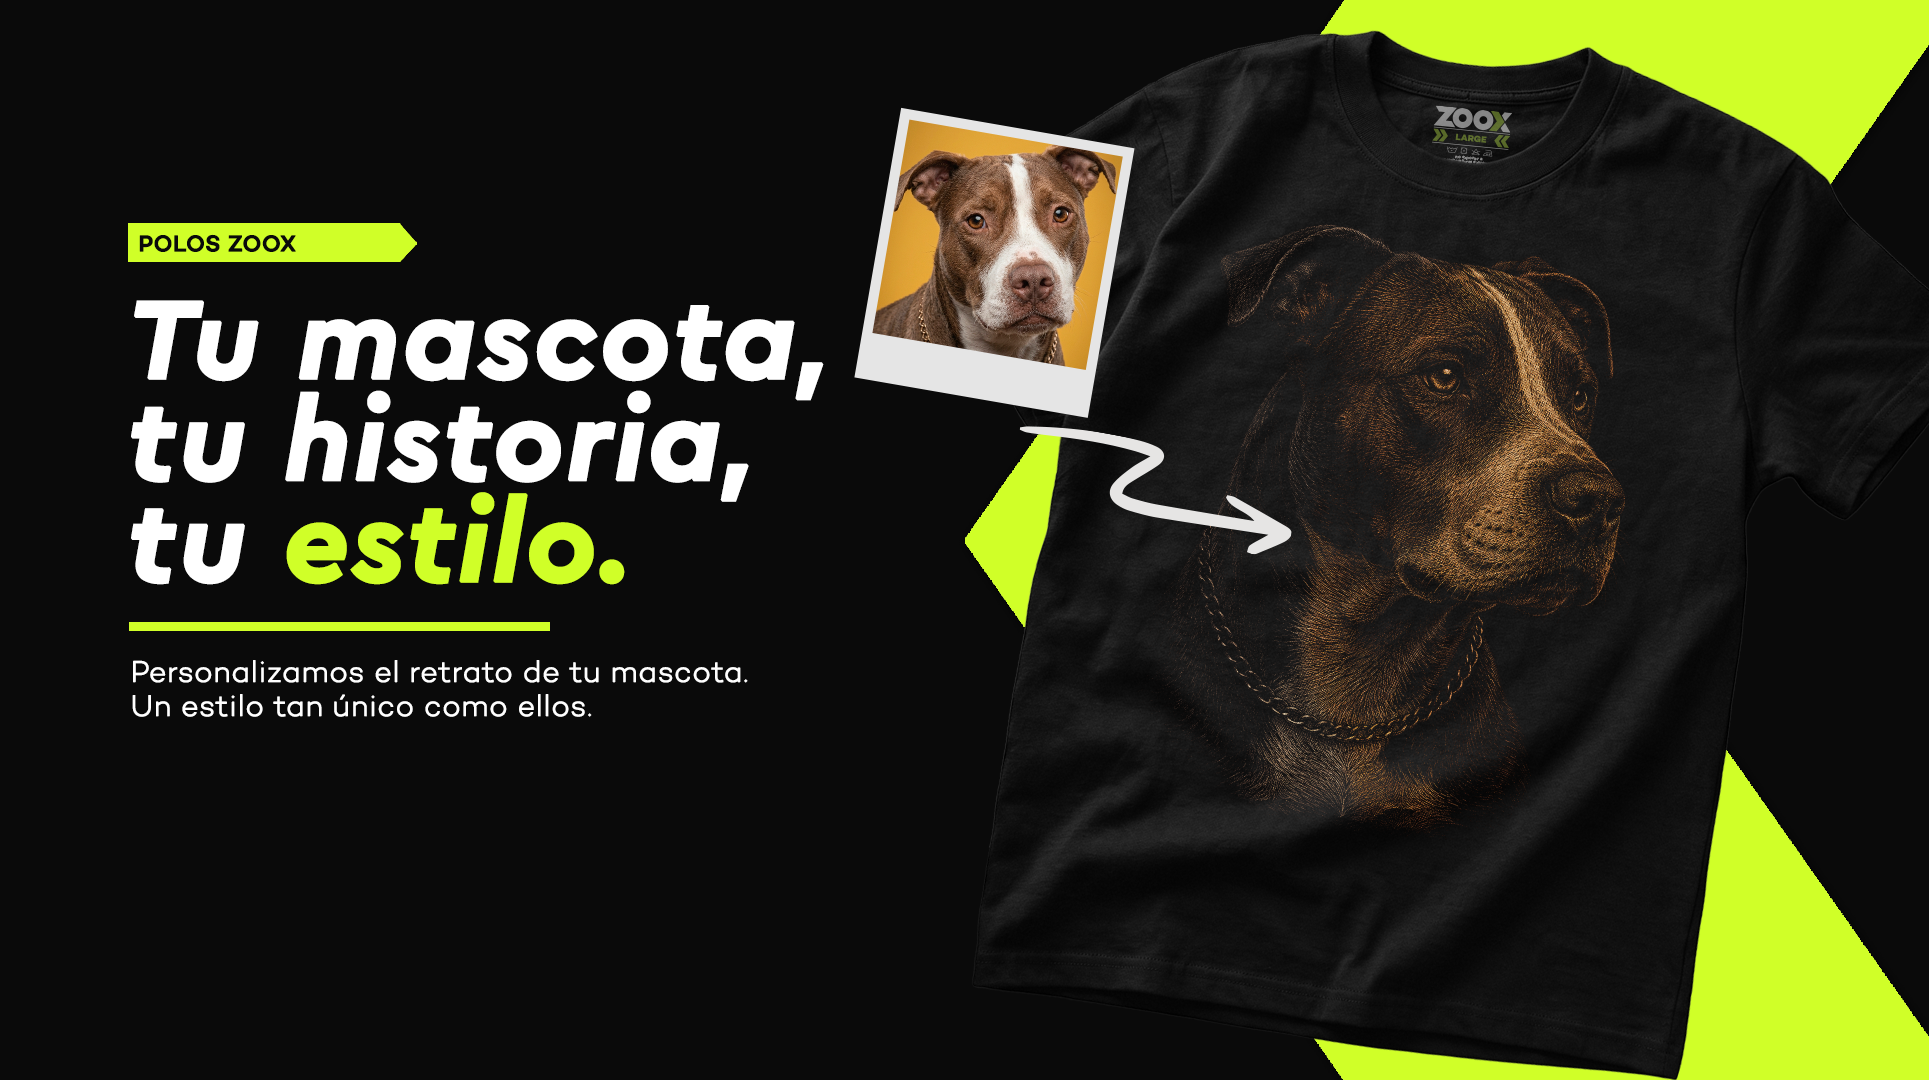 POLOS ZOOX
Tu mascota,
tu historia,
tu estilo.
Personalizamos el retrato de tu mascota.
Un estilo tan único como ellos.
ZOOX
LARGE